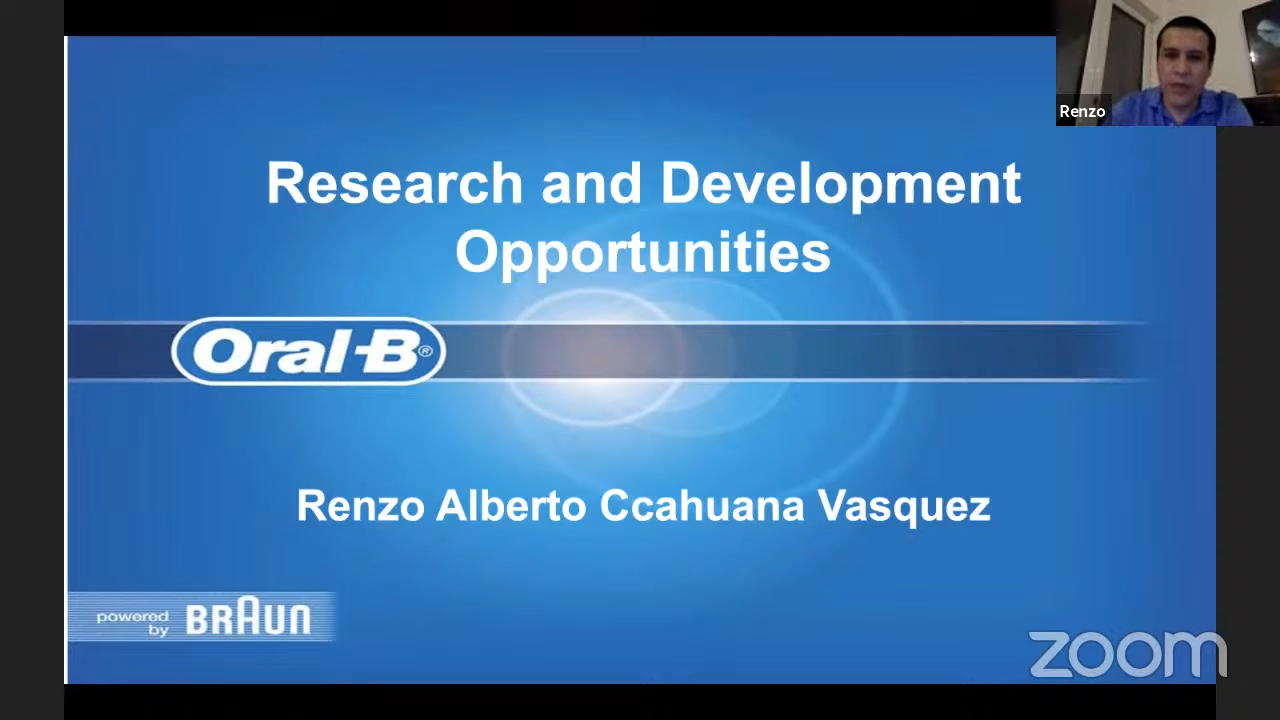 Renzo
Research and Development
Opportunities
Oral-B®
Renzo Alberto Ccahuana Vasquez
powered
by
BRAUN
zoom